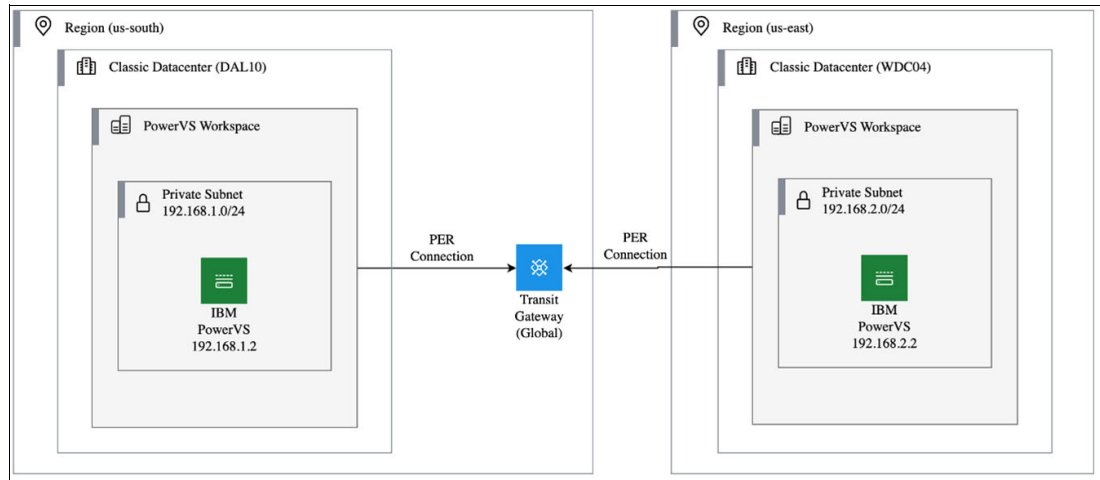 Region (us-south)
Classic Datacenter (DAL10)
PowerVS Workspace
Private Subnet
192.168.1.0/24
IBM
PowerVS
192.168.1.2
PER
Connection
Transit
Gateway
(Global)
PER
Connection
Region (us-east)
Classic Datacenter (WDC04)
PowerVS Workspace
Private Subnet
192.168.2.0/24
IBM
PowerVS
192.168.2.2